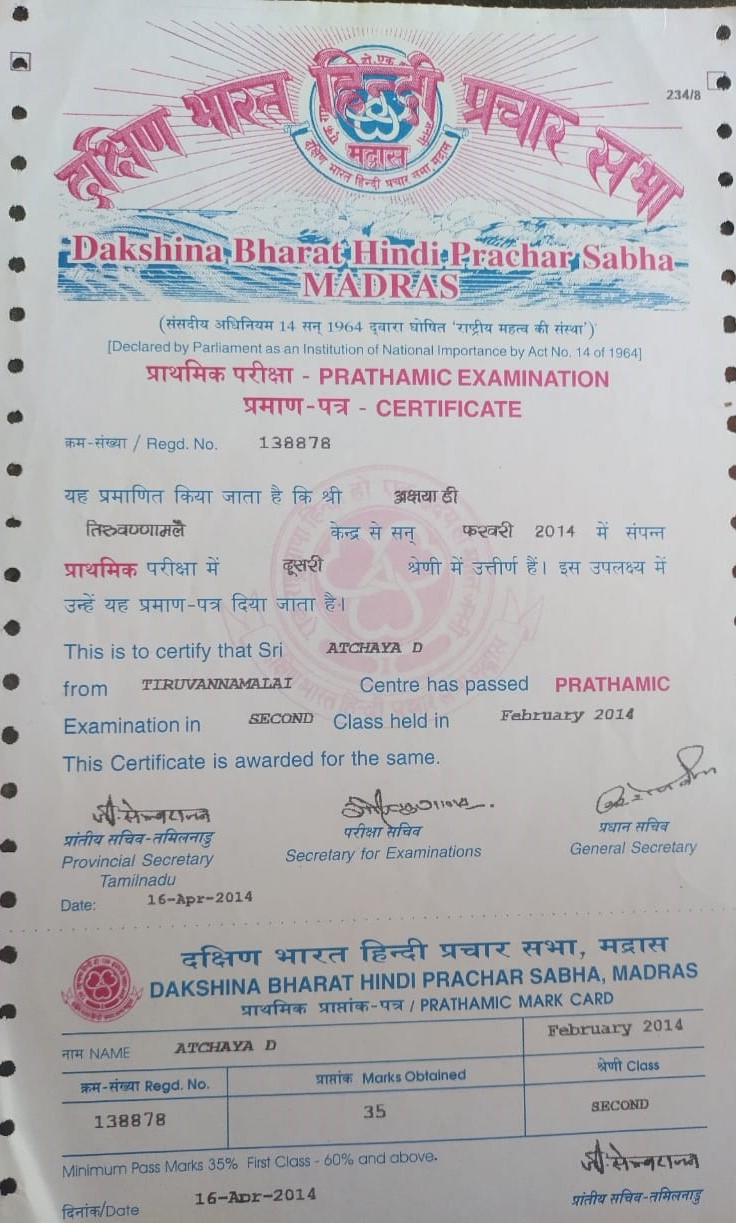 234/8
दक्षिण भारत हिन्दी प्रचार सभा
मद्रास
दक्षिण भारत हिन्दी प्रचार सभा मद्रास
Dakshina Bharat Hindi Prachar Sabha
MADRAS
(संसदीय अधिनियम 14 सन् 1964 द्वारा घोषित 'राष्ट्रीय महत्व की संस्था')
[Declared by Parliament as an Institution of National Importance by Act No. 14 of 1964]
प्राथमिक परीक्षा - PRATHAMIC EXAMINATION
प्रमाण-पत्र - CERTIFICATE
क्रम-संख्या / Regd. No. 138878
यह प्रमाणित किया जाता है कि श्री अक्षया डी
तिरुवण्णामलै केन्द्र से सन् फरवरी 2014 में संपन्न
प्राथमिक परीक्षा में दूसरी श्रेणी में उत्तीर्ण हैं। इस उपलक्ष्य में
उन्हें यह प्रमाण-पत्र दिया जाता है।
This is to certify that Sri ATCHAYA D
from TIRUVANNAMALAI Centre has passed PRATHAMIC
Examination in SECOND Class held in February 2014
This Certificate is awarded for the same.
प्रांतीय सचिव-तमिलनाडु परीक्षा सचिव प्रधान सचिव
Provincial Secretary Secretary for Examinations General Secretary
Tamilnadu
Date: 16-Apr-2014
दक्षिण भारत हिन्दी प्रचार सभा, मद्रास
DAKSHINA BHARAT HINDI PRACHAR SABHA, MADRAS
प्राथमिक प्राप्तांक-पत्र / PRATHAMIC MARK CARD
नाम NAME ATCHAYA D February 2014
क्रम-संख्या Regd. No. प्राप्तांक Marks Obtained श्रेणी Class
138878 35 SECOND
Minimum Pass Marks 35% First Class - 60% and above.
दिनांक/Date 16-Apr-2014 प्रांतीय सचिव-तमिलनाडु